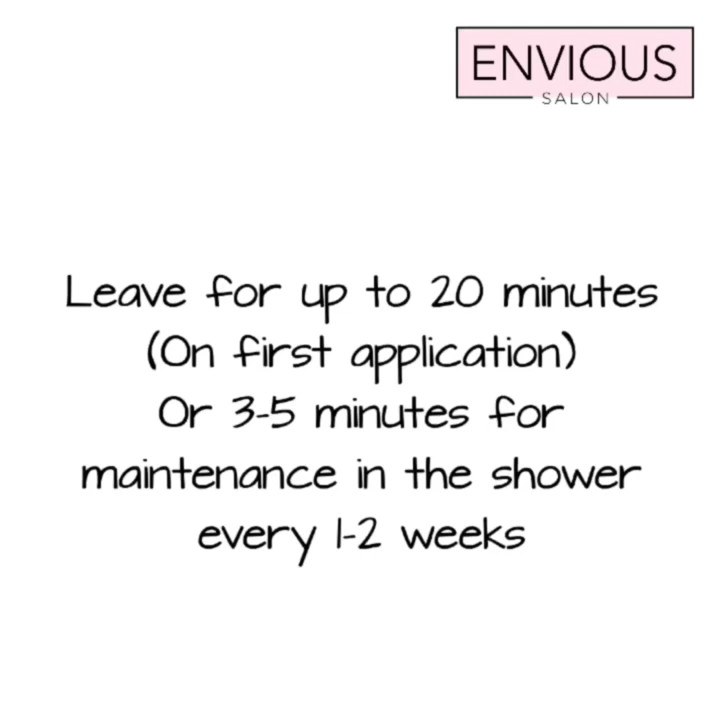 ENVIOUS
SALON
Leave for up to 20 minutes
(On first application)
Or 3-5 minutes for
maintenance in the shower
every 1-2 weeks